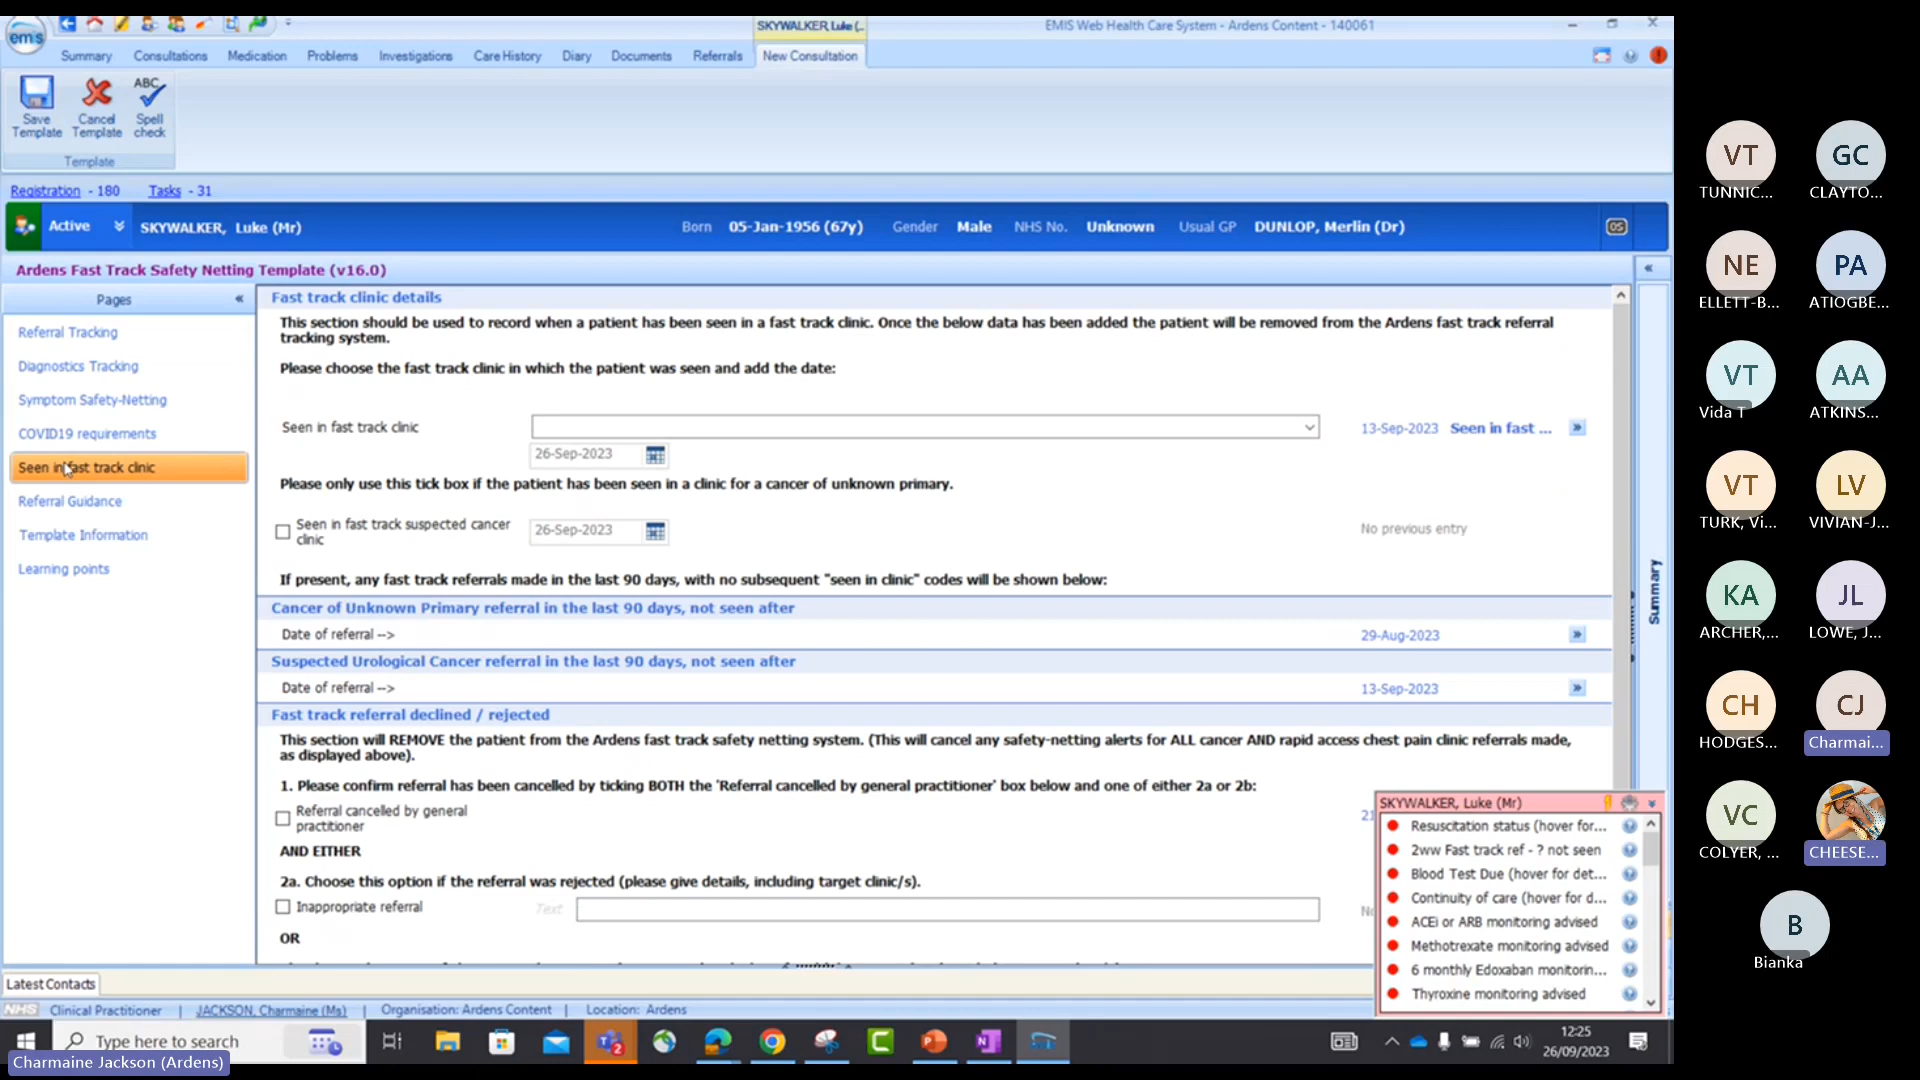 emis
SKYWALKER, Luke (...
EMIS Web Health Care System - Ardens Content - 140061
Summary Consultations Medication Problems Investigations Care History Diary Documents Referrals New Consultation
Save Template
Cancel Template
ABC
Spell check
Template
Registration - 180 Tasks - 31
Active SKYWALKER, Luke (Mr) Born 05-Jan-1956 (67y) Gender Male NHS No. Unknown Usual GP DUNLOP, Merlin (Dr)
Ardens Fast Track Safety Netting Template (v16.0)
Pages
Referral Tracking
Diagnostics Tracking
Symptom Safety-Netting
COVID19 requirements
Seen in fast track clinic
Referral Guidance
Template Information
Learning points
Fast track clinic details
This section should be used to record when a patient has been seen in a fast track clinic. Once the below data has been added the patient will be removed from the Ardens fast track referral
tracking system.
Please choose the fast track clinic in which the patient was seen and add the date:
Seen in fast track clinic
13-Sep-2023 Seen in fast ...
26-Sep-2023
Please only use this tick box if the patient has been seen in a clinic for a cancer of unknown primary.
Seen in fast track suspected cancer
clinic
26-Sep-2023
No previous entry
If present, any fast track referrals made in the last 90 days, with no subsequent "seen in clinic" codes will be shown below:
Cancer of Unknown Primary referral in the last 90 days, not seen after
Date of referral --> 29-Aug-2023
Suspected Urological Cancer referral in the last 90 days, not seen after
Date of referral --> 13-Sep-2023
Fast track referral declined / rejected
This section will REMOVE the patient from the Ardens fast track safety netting system. (This will cancel any safety-netting alerts for ALL cancer AND rapid access chest pain clinic referrals made,
as displayed above).
1. Please confirm referral has been cancelled by ticking BOTH the 'Referral cancelled by general practitioner' box below and one of either 2a or 2b:
Referral cancelled by general
practitioner
AND EITHER
2a. Choose this option if the referral was rejected (please give details, including target clinic/s).
Inappropriate referral Text
OR
Summary
SKYWALKER, Luke (Mr)
Resuscitation status (hover for...
2ww Fast track ref - ? not seen
Blood Test Due (hover for det...
Continuity of care (hover for d...
ACEi or ARB monitoring advised
Methotrexate monitoring advised
6 monthly Edoxaban monitorin...
Thyroxine monitoring advised
Latest Contacts
NHS Clinical Practitioner | JACKSON, Charmaine (Ms) | Organisation: Ardens Content | Location: Ardens
Type here to search
12:25
26/09/2023
Charmaine Jackson (Ardens)
VT
TUNNIC...
GC
CLAYTO...
NE
ELLETT-B...
PA
ATIOGBE...
VT
Vida T
AA
ATKINS...
VT
TURK, Vi...
LV
VIVIAN-J...
KA
ARCHER,...
JL
LOWE, J...
CH
HODGES...
CJ
Charmai...
VC
COLYER, ...
CHEESE...
B
Bianka